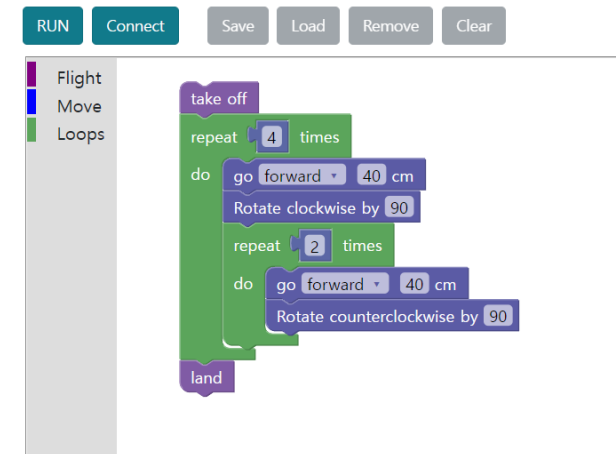 RUN Connect Save Load Remove Clear
Flight
Move
Loops
take off
repeat 4 times
do go forward 40 cm
Rotate clockwise by 90
repeat 2 times
do go forward 40 cm
Rotate counterclockwise by 90
land